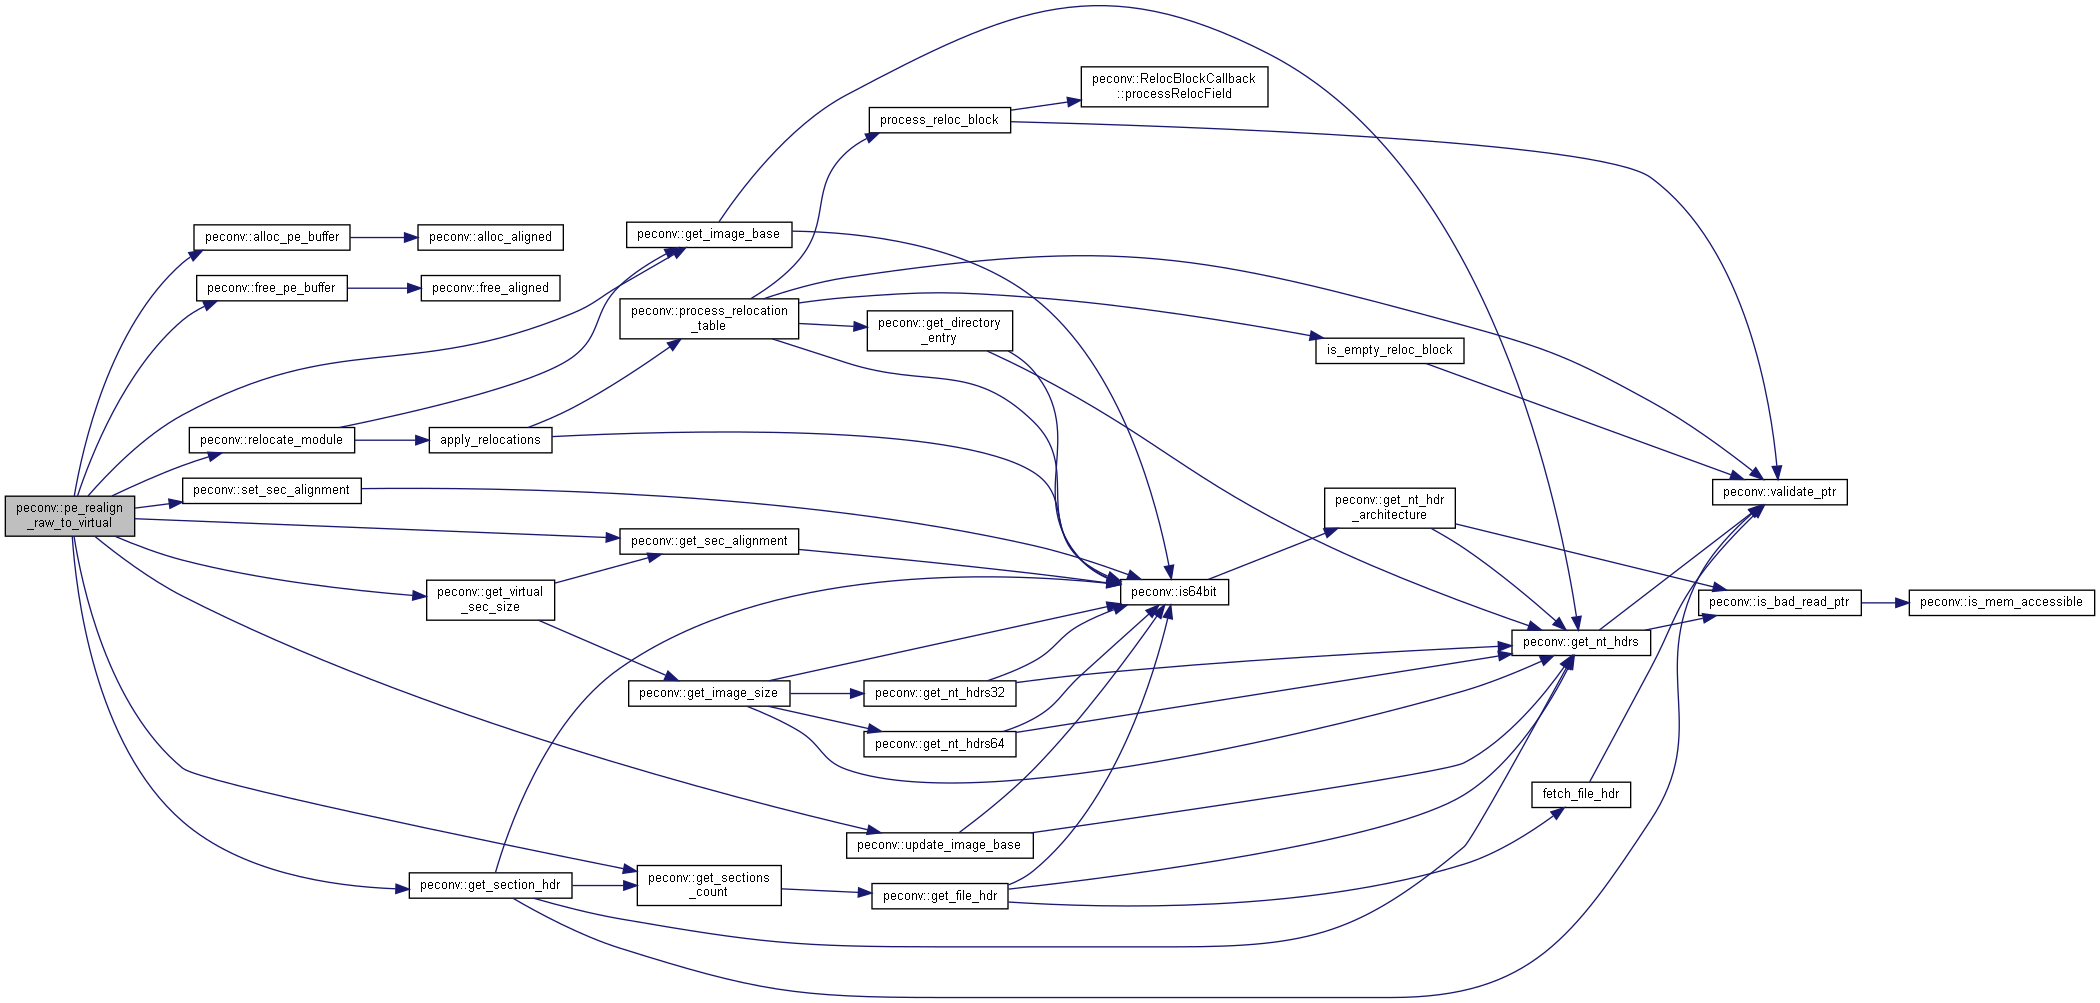 peconv::pe_realign
_raw_to_virtual
peconv::alloc_pe_buffer
peconv::alloc_aligned
peconv::free_pe_buffer
peconv::free_aligned
peconv::relocate_module
apply_relocations
peconv::set_sec_alignment
peconv::get_sec_alignment
peconv::get_virtual
_sec_size
peconv::get_section_hdr
peconv::get_image_base
peconv::process_relocation
_table
peconv::get_image_size
peconv::get_sections
_count
process_reloc_block
peconv::get_directory
_entry
peconv::get_nt_hdrs32
peconv::get_nt_hdrs64
peconv::update_image_base
peconv::get_file_hdr
peconv::RelocBlockCallback
::processRelocField
peconv::is64bit
is_empty_reloc_block
peconv::get_nt_hdr
_architecture
peconv::get_nt_hdrs
fetch_file_hdr
peconv::validate_ptr
peconv::is_bad_read_ptr
peconv::is_mem_accessible